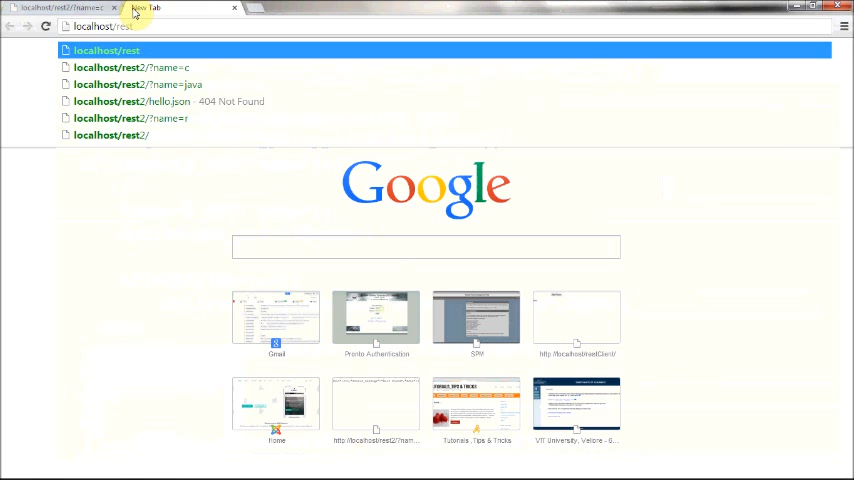 localhost/rest2/?name=c
New Tab
localhost/rest
localhost/rest
localhost/rest2/?name=c
localhost/rest2/?name=java
localhost/rest2/hello.json - 404 Not Found
localhost/rest2/?name=r
localhost/rest2/
Google
Gmail
Pronto Authentication
SPM
http://localhost/restClient/
Home
http://localhost/rest2/?nam...
Tutorials ,Tip & Tricks
VIT University, Vellore - 6...